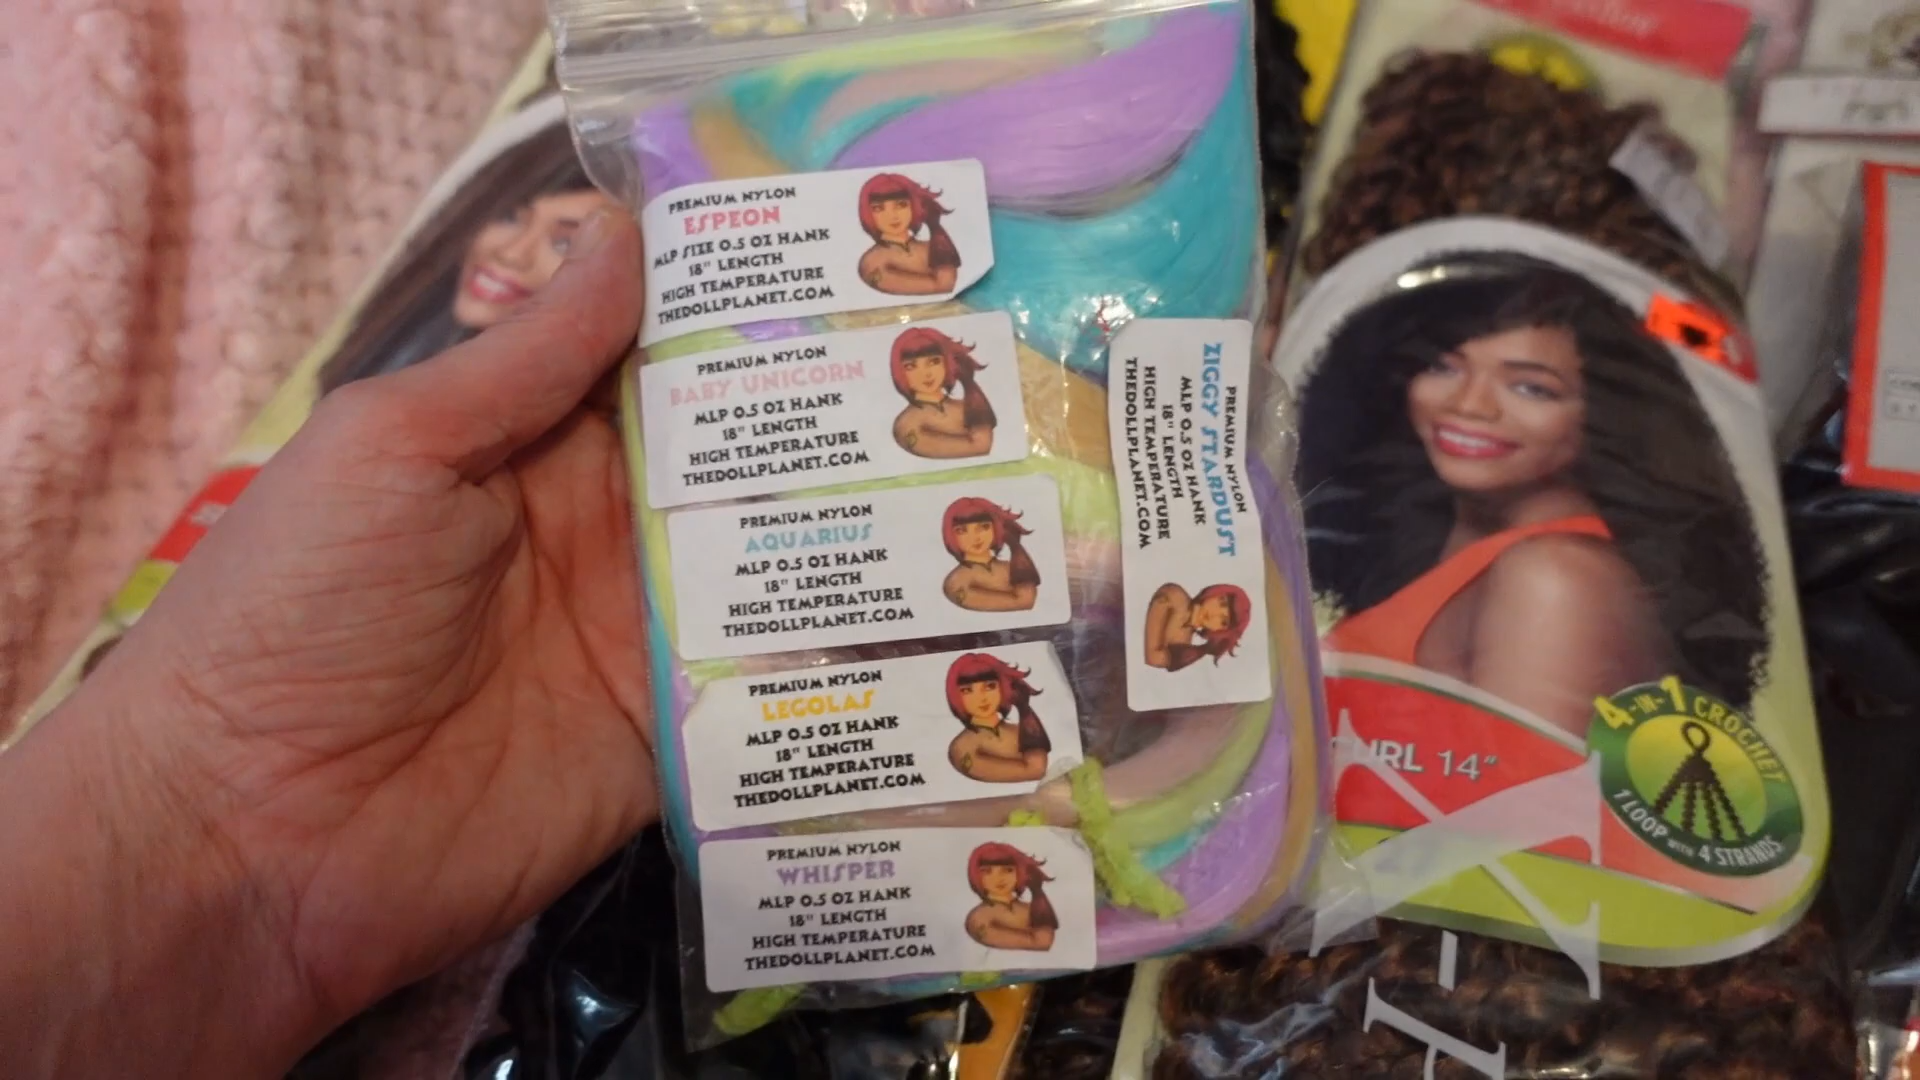 PREMIUM NYLON
ESPEON
MLP SIZE 0.5 OZ HANK
18" LENGTH
HIGH TEMPERATURE
THEDOLLPLANET.COM
PREMIUM NYLON
BABY UNICORN
MLP 0.5 OZ HANK
18" LENGTH
HIGH TEMPERATURE
THEDOLLPLANET.COM
PREMIUM NYLON
AQUARIUS
MLP 0.5 OZ HANK
18" LENGTH
HIGH TEMPERATURE
THEDOLLPLANET.COM
PREMIUM NYLON
LEGOLAS
MLP 0.5 OZ HANK
18" LENGTH
HIGH TEMPERATURE
THEDOLLPLANET.COM
PREMIUM NYLON
WHISPER
MLP 0.5 OZ HANK
18" LENGTH
HIGH TEMPERATURE
THEDOLLPLANET.COM
PREMIUM NYLON
ZIGGY STARDUST
MLP 0.5 OZ HANK
18" LENGTH
HIGH TEMPERATURE
THEDOLLPLANET.COM
CURL 14"
4-IN-1 CROCHET
1 LOOP WITH 4 STRANDS